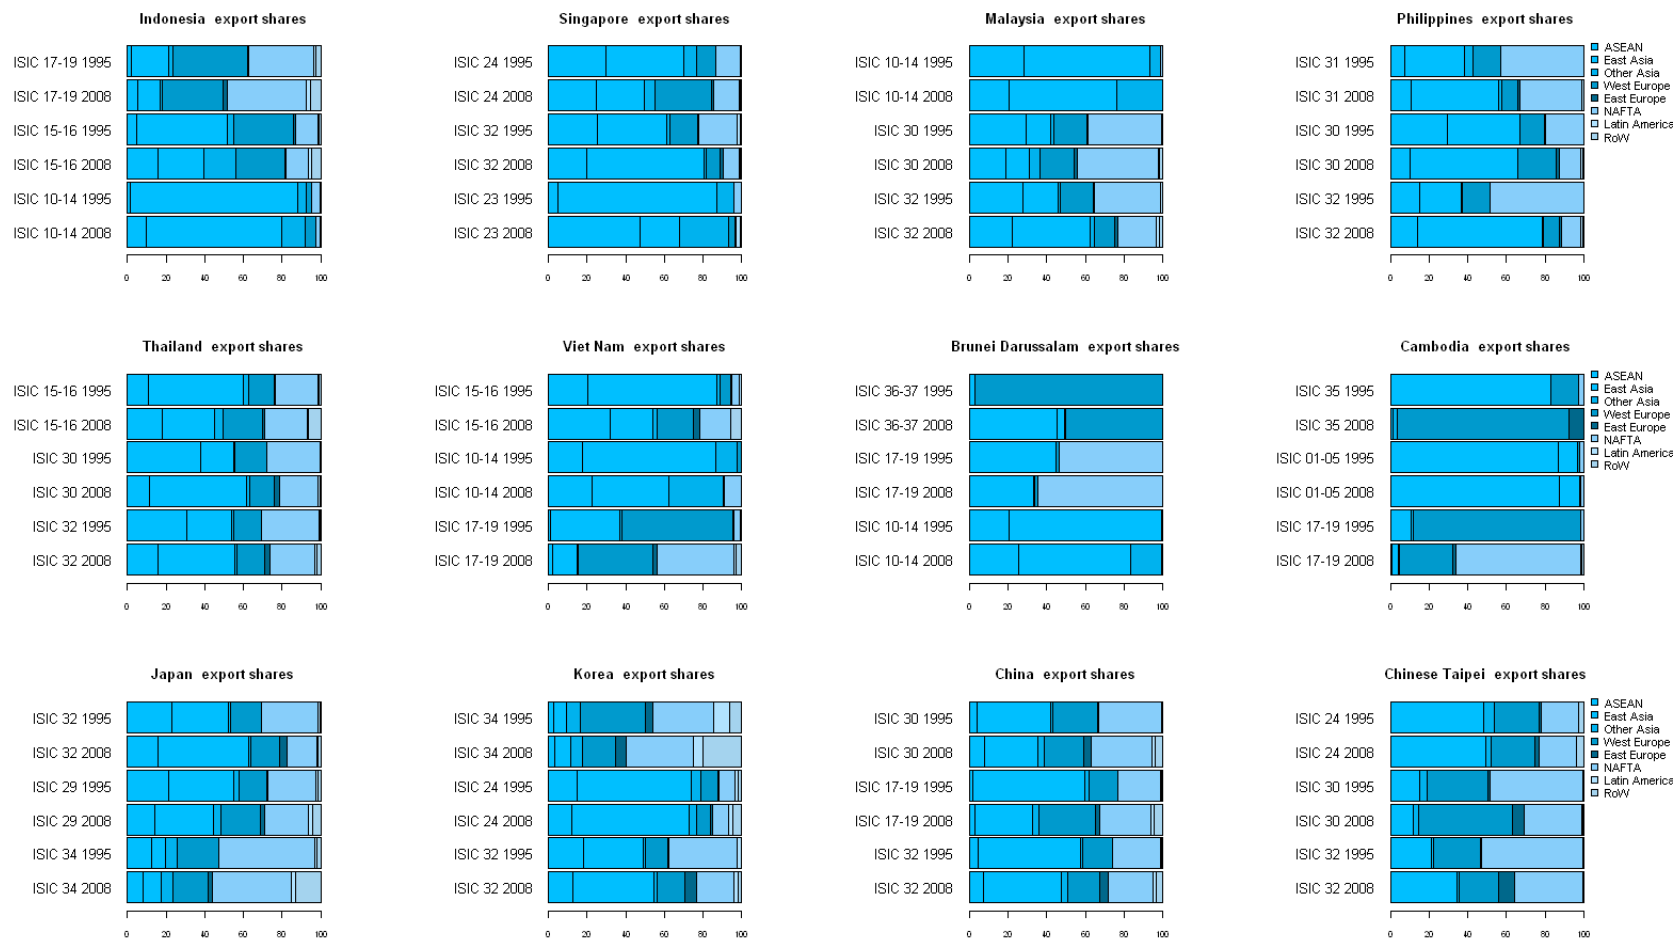 Indonesia export shares
ISIC 17-19 1995
ISIC 17-19 2008
ISIC 15-16 1995
ISIC 15-16 2008
ISIC 10-14 1995
ISIC 10-14 2008
0 20 40 60 80 100
Singapore export shares
ISIC 24 1995
ISIC 24 2008
ISIC 32 1995
ISIC 32 2008
ISIC 23 1995
ISIC 23 2008
0 20 40 60 80 100
Malaysia export shares
ISIC 10-14 1995
ISIC 10-14 2008
ISIC 30 1995
ISIC 30 2008
ISIC 32 1995
ISIC 32 2008
0 20 40 60 80 100
Philippines export shares
ISIC 31 1995
ISIC 31 2008
ISIC 30 1995
ISIC 30 2008
ISIC 32 1995
ISIC 32 2008
0 20 40 60 80 100
ASEAN
East Asia
Other Asia
West Europe
East Europe
NAFTA
Latin America
RoW
Thailand export shares
ISIC 15-16 1995
ISIC 15-16 2008
ISIC 30 1995
ISIC 30 2008
ISIC 32 1995
ISIC 32 2008
0 20 40 60 80 100
Viet Nam export shares
ISIC 15-16 1995
ISIC 15-16 2008
ISIC 10-14 1995
ISIC 10-14 2008
ISIC 17-19 1995
ISIC 17-19 2008
0 20 40 60 80 100
Brunei Darussalam export shares
ISIC 36-37 1995
ISIC 36-37 2008
ISIC 17-19 1995
ISIC 17-19 2008
ISIC 10-14 1995
ISIC 10-14 2008
0 20 40 60 80 100
Cambodia export shares
ISIC 35 1995
ISIC 35 2008
ISIC 01-05 1995
ISIC 01-05 2008
ISIC 17-19 1995
ISIC 17-19 2008
0 20 40 60 80 100
ASEAN
East Asia
Other Asia
West Europe
East Europe
NAFTA
Latin America
RoW
Japan export shares
ISIC 32 1995
ISIC 32 2008
ISIC 29 1995
ISIC 29 2008
ISIC 34 1995
ISIC 34 2008
0 20 40 60 80 100
Korea export shares
ISIC 34 1995
ISIC 34 2008
ISIC 24 1995
ISIC 24 2008
ISIC 32 1995
ISIC 32 2008
0 20 40 60 80 100
China export shares
ISIC 30 1995
ISIC 30 2008
ISIC 17-19 1995
ISIC 17-19 2008
ISIC 32 1995
ISIC 32 2008
0 20 40 60 80 100
Chinese Taipei export shares
ISIC 24 1995
ISIC 24 2008
ISIC 30 1995
ISIC 30 2008
ISIC 32 1995
ISIC 32 2008
0 20 40 60 80 100
ASEAN
East Asia
Other Asia
West Europe
East Europe
NAFTA
Latin America
RoW